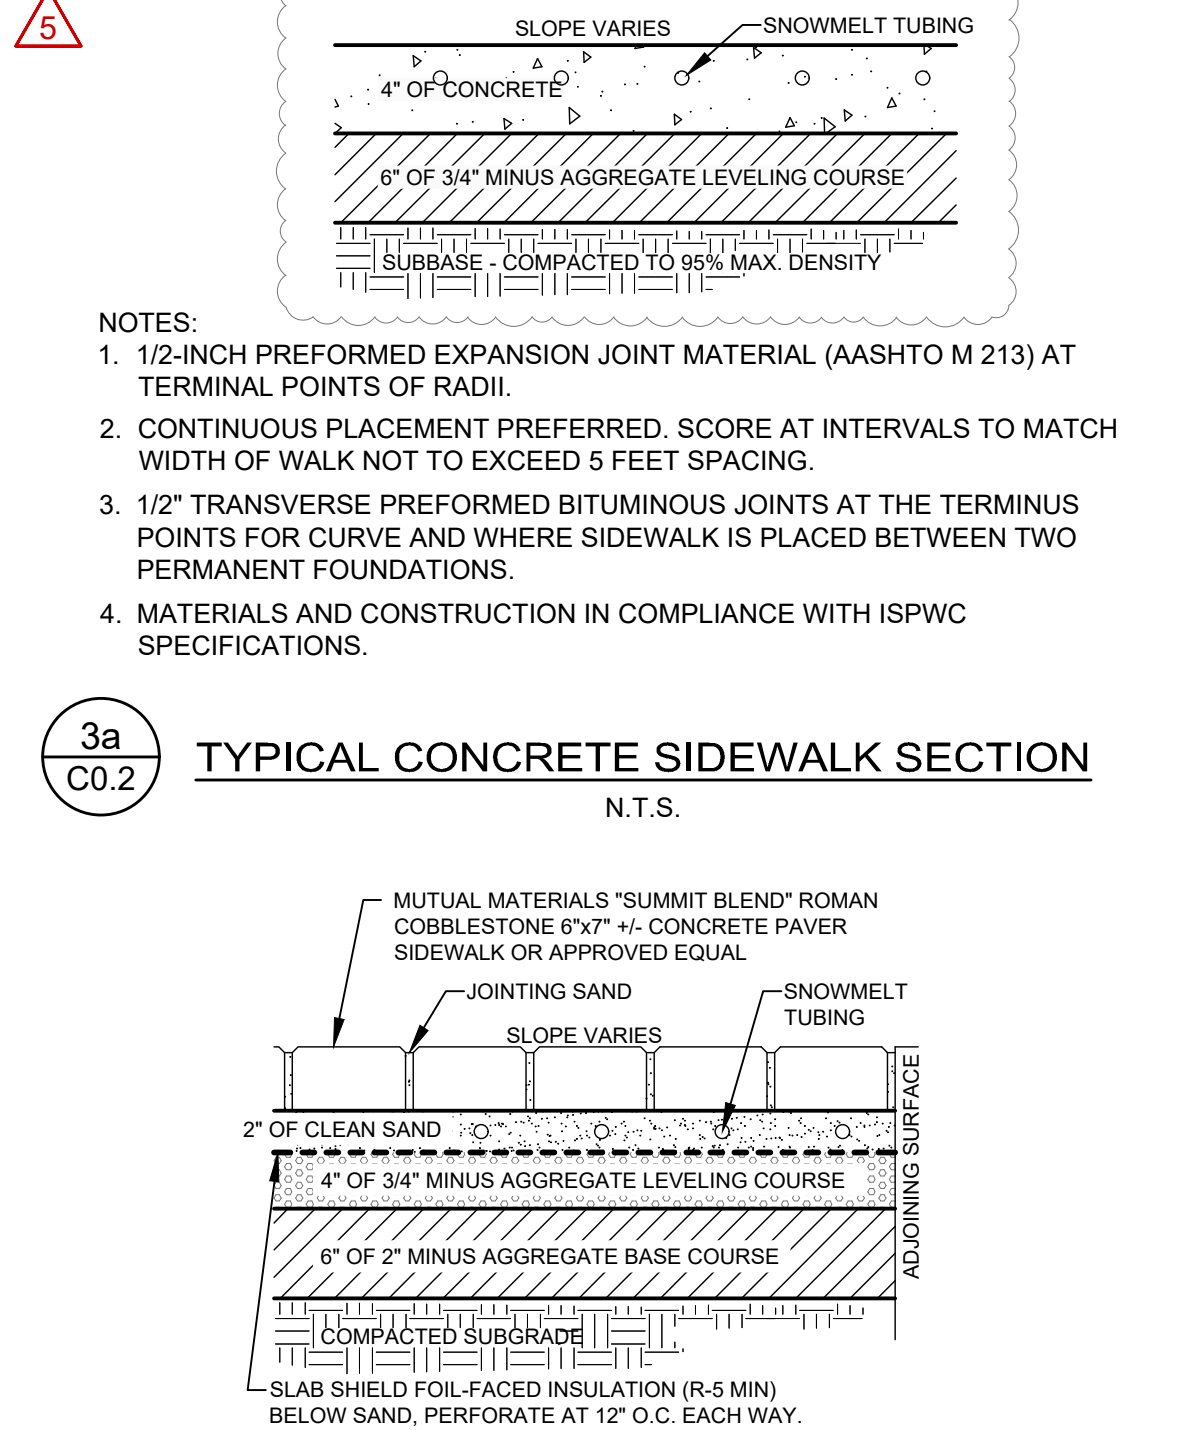 5
SLOPE VARIES
SNOWMELT TUBING
4" OF CONCRETE
6" OF 3/4" MINUS AGGREGATE LEVELING COURSE
SUBBASE - COMPACTED TO 95% MAX. DENSITY
NOTES:
1. 1/2-INCH PREFORMED EXPANSION JOINT MATERIAL (AASHTO M 213) AT
TERMINAL POINTS OF RADII.
2. CONTINUOUS PLACEMENT PREFERRED. SCORE AT INTERVALS TO MATCH
WIDTH OF WALK NOT TO EXCEED 5 FEET SPACING.
3. 1/2" TRANSVERSE PREFORMED BITUMINOUS JOINTS AT THE TERMINUS
POINTS FOR CURVE AND WHERE SIDEWALK IS PLACED BETWEEN TWO
PERMANENT FOUNDATIONS.
4. MATERIALS AND CONSTRUCTION IN COMPLIANCE WITH ISPWC
SPECIFICATIONS.
3a
C0.2
TYPICAL CONCRETE SIDEWALK SECTION
N.T.S.
MUTUAL MATERIALS "SUMMIT BLEND" ROMAN
COBBLESTONE 6"x7" +/- CONCRETE PAVER
SIDEWALK OR APPROVED EQUAL
JOINTING SAND
SNOWMELT
TUBING
SLOPE VARIES
2" OF CLEAN SAND
4" OF 3/4" MINUS AGGREGATE LEVELING COURSE
6" OF 2" MINUS AGGREGATE BASE COURSE
ADJOINING SURFACE
COMPACTED SUBGRADE
SLAB SHIELD FOIL-FACED INSULATION (R-5 MIN)
BELOW SAND, PERFORATE AT 12" O.C. EACH WAY.